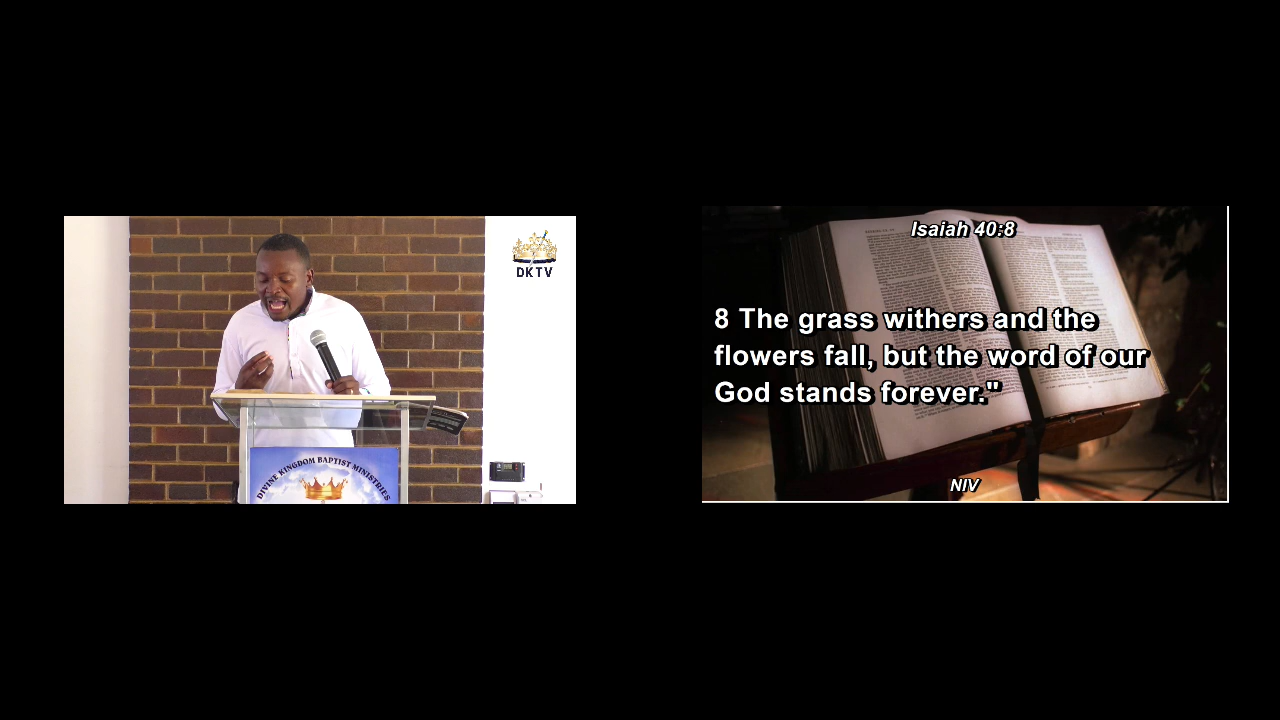 DKTV
DIVINE KINGDOM BAPTIST MINISTRIES
Isaiah 40:8
8 The grass withers and the
flowers fall, but the word of our
God stands forever."
NIV